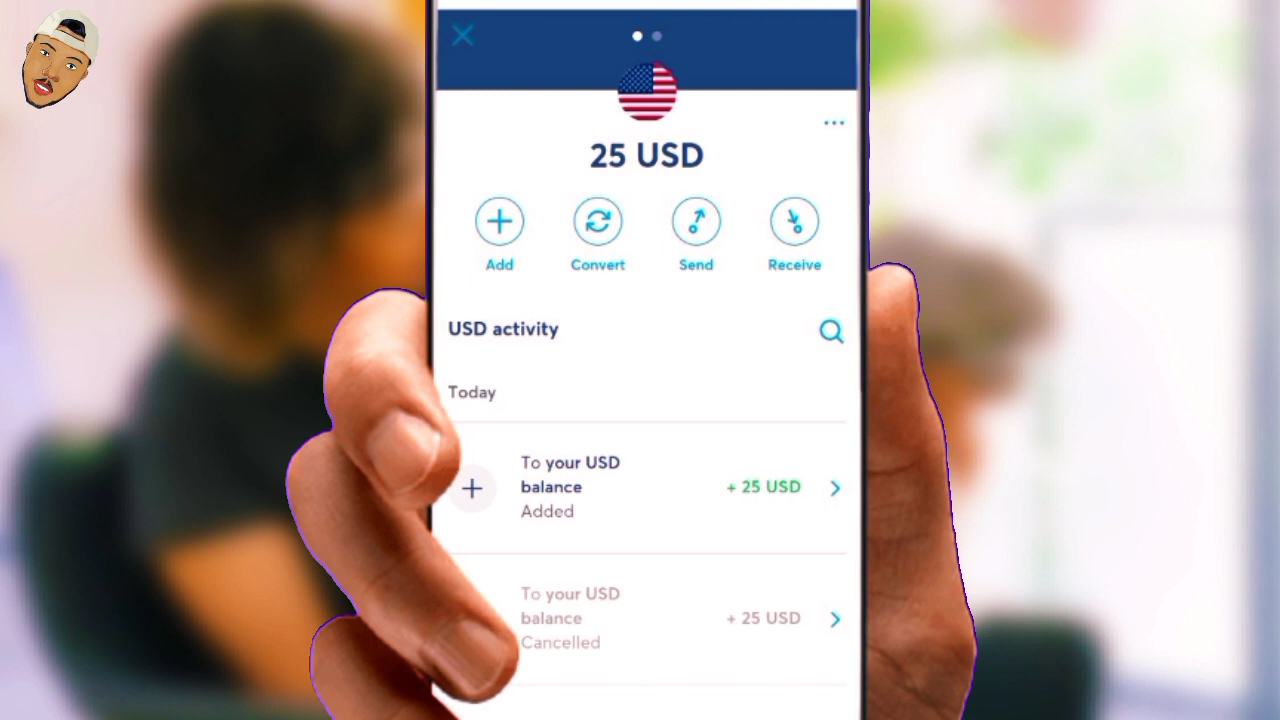 25 USD
Add Convert Send Receive
USD activity
Today
To your USD
balance + 25 USD
Added
To your USD
balance + 25 USD
Cancelled